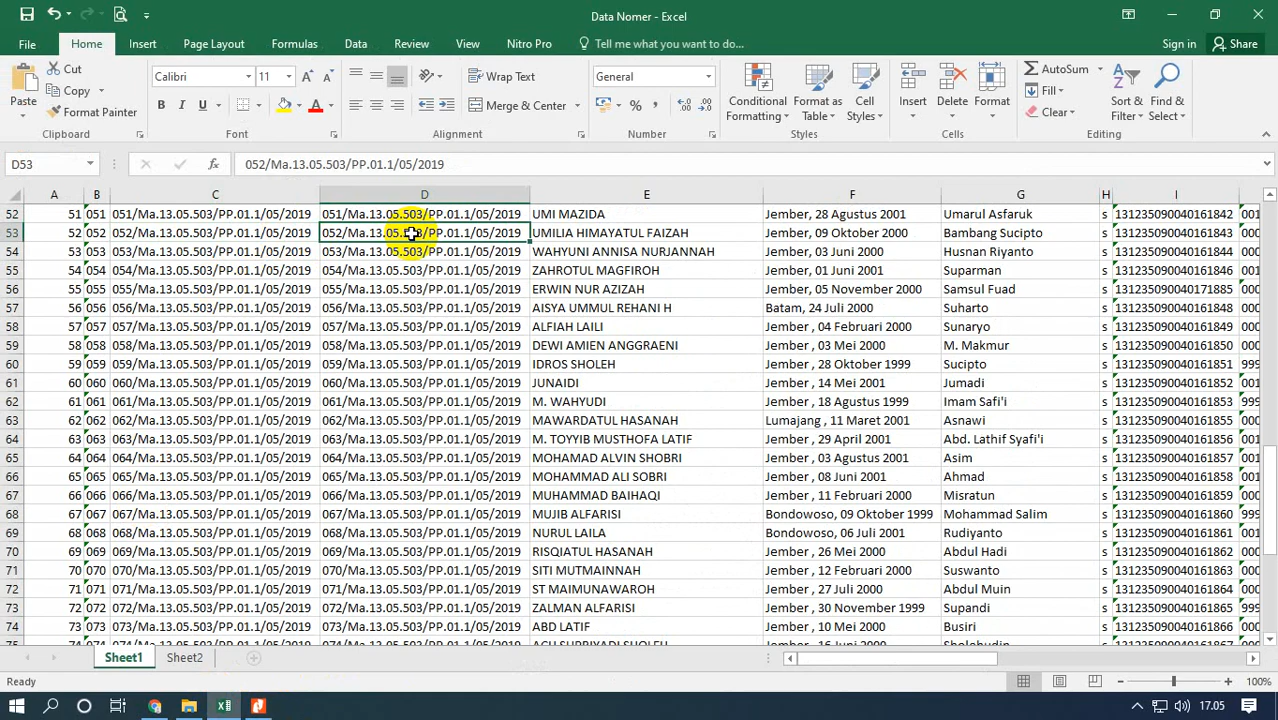 Data Nomer - Excel
File Home Insert Page Layout Formulas Data Review View Nitro Pro Tell me what you want to do... Sign in Share
Paste Cut Copy Format Painter Clipboard
Calibri 11 A A B I U A Font
Wrap Text Merge & Center Alignment
General % , Number
Conditional Formatting Format as Table Cell Styles Styles
Insert Delete Format Cells
AutoSum Fill Clear Sort & Filter Find & Select Editing
D53 fx 052/Ma.13.05.503/PP.01.1/05/2019
A B C D E F G H I
52 51 051 051/Ma.13.05.503/PP.01.1/05/2019 051/Ma.13.05.503/PP.01.1/05/2019 UMI MAZIDA Jember, 28 Agustus 2001 Umarul Asfaruk s 131235090040161842 001
53 52 052 052/Ma.13.05.503/PP.01.1/05/2019 052/Ma.13.05.503/PP.01.1/05/2019 UMILIA HIMAYATUL FAIZAH Jember, 09 Oktober 2000 Bambang Sucipto s 131235090040161843
54 53 053 053/Ma.13.05.503/PP.01.1/05/2019 053/Ma.13.05.503/PP.01.1/05/2019 WAHYUNI ANNISA NURJANNAH Jember, 03 Juni 2000 Husnan Riyanto s 131235090040161844
55 54 054 054/Ma.13.05.503/PP.01.1/05/2019 054/Ma.13.05.503/PP.01.1/05/2019 ZAHROTUL MAGFIROH Jember, 01 Juni 2001 Suparman s 131235090040161846
56 55 055 055/Ma.13.05.503/PP.01.1/05/2019 055/Ma.13.05.503/PP.01.1/05/2019 ERWIN NUR AZIZAH Jember, 05 November 2000 Samsul Fuad s 131235090040171885
57 56 056 056/Ma.13.05.503/PP.01.1/05/2019 056/Ma.13.05.503/PP.01.1/05/2019 AISYA UMMUL REHANI H Batam, 24 Juli 2000 Suharto s 131235090040161848
58 57 057 057/Ma.13.05.503/PP.01.1/05/2019 057/Ma.13.05.503/PP.01.1/05/2019 ALFIAH LAILI Jember , 04 Februari 2000 Sunaryo s 131235090040161849
59 58 058 058/Ma.13.05.503/PP.01.1/05/2019 058/Ma.13.05.503/PP.01.1/05/2019 DEWI AMIEN ANGGRAENI Jember , 03 Mei 2000 M. Makmur s 131235090040161850
60 59 059 059/Ma.13.05.503/PP.01.1/05/2019 059/Ma.13.05.503/PP.01.1/05/2019 IDROS SHOLEH Jember , 28 Oktober 1999 Sucipto s 131235090040161851 999
61 60 060 060/Ma.13.05.503/PP.01.1/05/2019 060/Ma.13.05.503/PP.01.1/05/2019 JUNAIDI Jember , 14 Mei 2001 Jumadi s 131235090040161852 001
62 61 061 061/Ma.13.05.503/PP.01.1/05/2019 061/Ma.13.05.503/PP.01.1/05/2019 M. WAHYUDI Jember , 18 Agustus 1999 Imam Safi'i s 131235090040161853 999
63 62 062 062/Ma.13.05.503/PP.01.1/05/2019 062/Ma.13.05.503/PP.01.1/05/2019 MAWARDATUL HASANAH Lumajang , 11 Maret 2001 Asnawi s 131235090040161854
64 63 063 063/Ma.13.05.503/PP.01.1/05/2019 063/Ma.13.05.503/PP.01.1/05/2019 M. TOYYIB MUSTHOFA LATIF Jember , 29 April 2001 Abd. Lathif Syafi'i s 131235090040161855
65 64 064 064/Ma.13.05.503/PP.01.1/05/2019 064/Ma.13.05.503/PP.01.1/05/2019 MOHAMAD ALVIN SHOBRI Jember , 03 Agustus 2001 Asim s 131235090040161856
66 65 065 065/Ma.13.05.503/PP.01.1/05/2019 065/Ma.13.05.503/PP.01.1/05/2019 MOHAMMAD ALI SOBRI Jember , 08 Juni 2001 Ahmad s 131235090040161858 001
67 66 066 066/Ma.13.05.503/PP.01.1/05/2019 066/Ma.13.05.503/PP.01.1/05/2019 MUHAMMAD BAIHAQI Jember , 11 Februari 2000 Misratun s 131235090040161859
68 67 067 067/Ma.13.05.503/PP.01.1/05/2019 067/Ma.13.05.503/PP.01.1/05/2019 MUJIB ALFARISI Bondowoso, 09 Oktober 1999 Mohammad Salim s 131235090040161860 999
69 68 068 068/Ma.13.05.503/PP.01.1/05/2019 068/Ma.13.05.503/PP.01.1/05/2019 NURUL LAILA Bondowoso, 06 Juli 2001 Rudiyanto s 131235090040161861
70 69 069 069/Ma.13.05.503/PP.01.1/05/2019 069/Ma.13.05.503/PP.01.1/05/2019 RISQIATUL HASANAH Jember , 26 Mei 2000 Abdul Hadi s 131235090040161862
71 70 070 070/Ma.13.05.503/PP.01.1/05/2019 070/Ma.13.05.503/PP.01.1/05/2019 SITI MUTMAINNAH Jember , 12 Februari 2000 Suswanto s 131235090040161863
72 71 071 071/Ma.13.05.503/PP.01.1/05/2019 071/Ma.13.05.503/PP.01.1/05/2019 ST MAIMUNAWAROH Jember , 27 Juli 2000 Abdul Muin s 131235090040161864
73 72 072 072/Ma.13.05.503/PP.01.1/05/2019 072/Ma.13.05.503/PP.01.1/05/2019 ZALMAN ALFARISI Jember , 30 November 1999 Supandi s 131235090040161865 999
74 73 073 073/Ma.13.05.503/PP.01.1/05/2019 073/Ma.13.05.503/PP.01.1/05/2019 ABD LATIF Jember, 10 Mei 2000 Busiri s 131235090040161866
Sheet1 Sheet2
Ready 100%
17.05